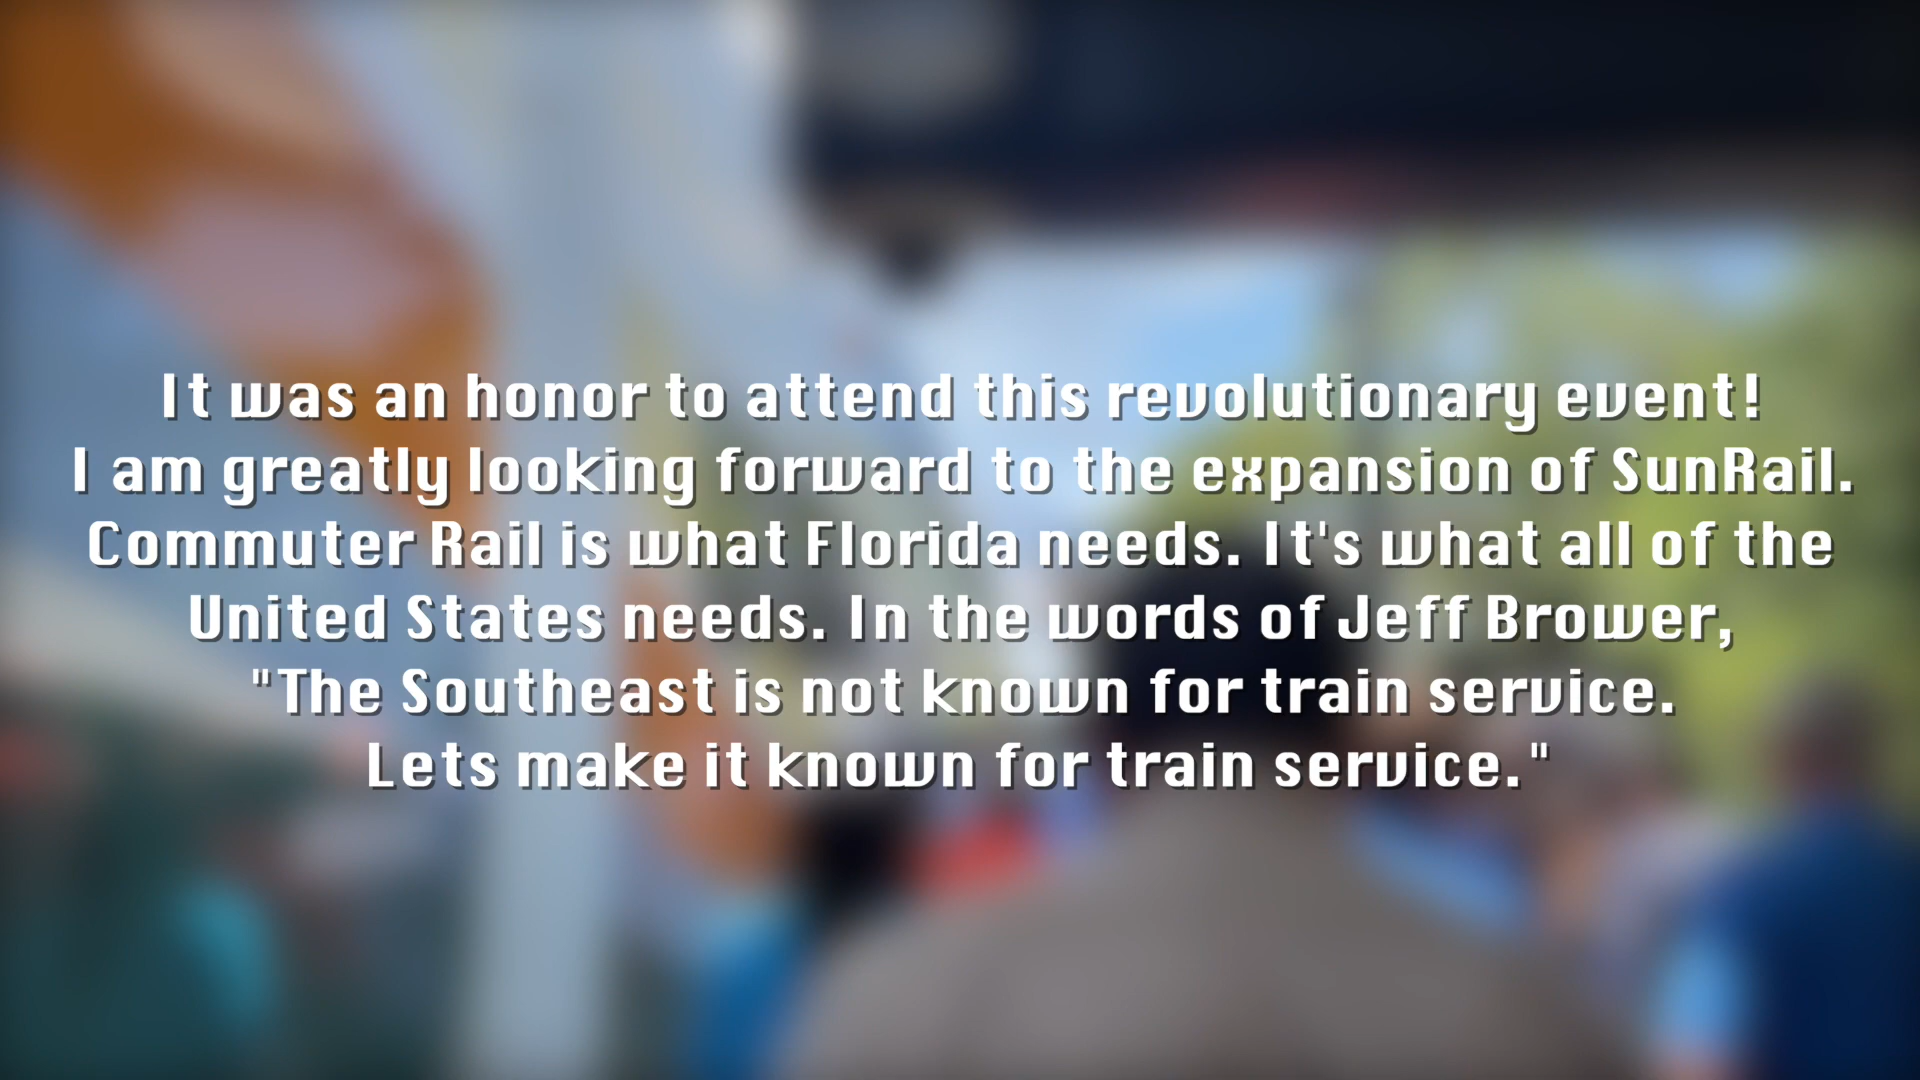 It was an honor to attend this revolutionary event!
I am greatly looking forward to the expansion of SunRail.
Commuter Rail is what Florida needs. It's what all of the
United States needs. In the words of Jeff Brower,
"The Southeast is not known for train service.
Lets make it known for train service."